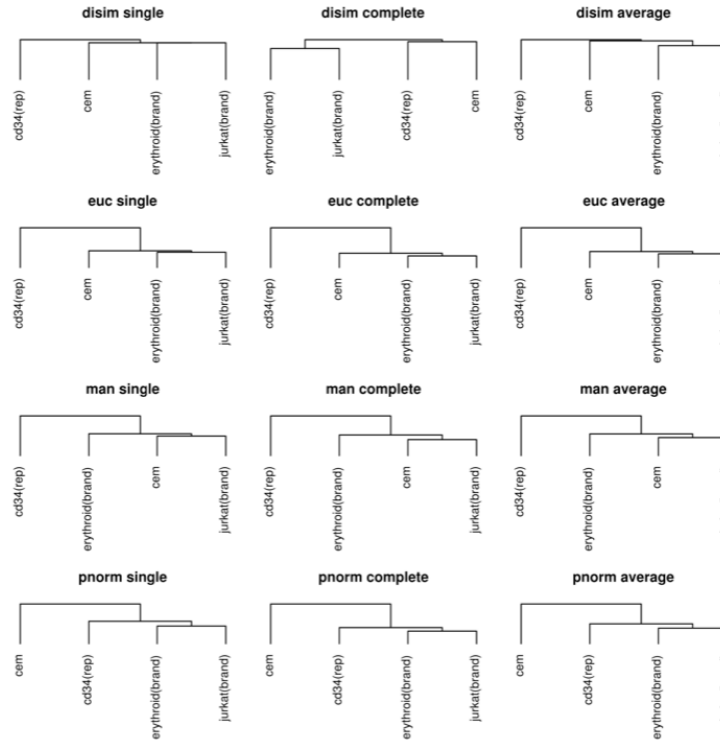 disim single
disim complete
disim average
cd34(rep)
cem
erythroid(brand)
jurkat(brand)
erythroid(brand)
jurkat(brand)
cd34(rep)
cem
cd34(rep)
cem
erythroid(brand)
euc single
euc complete
euc average
cd34(rep)
cem
erythroid(brand)
jurkat(brand)
cd34(rep)
cem
erythroid(brand)
jurkat(brand)
cd34(rep)
cem
erythroid(brand)
man single
man complete
man average
cd34(rep)
erythroid(brand)
cem
jurkat(brand)
cd34(rep)
erythroid(brand)
cem
jurkat(brand)
cd34(rep)
erythroid(brand)
cem
pnorm single
pnorm complete
pnorm average
cem
cd34(rep)
erythroid(brand)
jurkat(brand)
cem
cd34(rep)
erythroid(brand)
jurkat(brand)
cem
cd34(rep)
erythroid(brand)